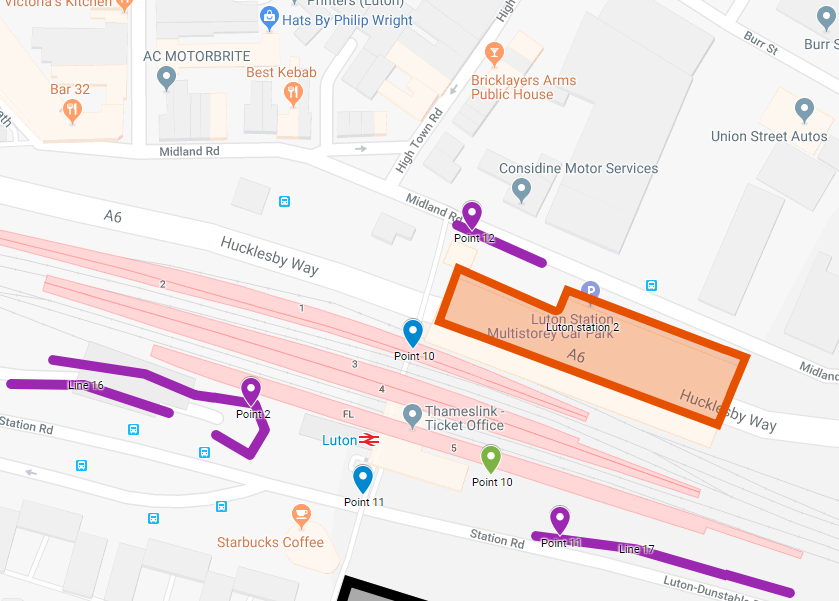 Victoria's Kitchen
Printers (Luton)
Hats By Philip Wright
High
Burr St
Burr S
AC MOTORBRITE
Best Kebab
Bar 32
Bricklayers Arms
Public House
Union Street Autos
ath
High Town Rd
Midland Rd
Considine Motor Services
Midland Rd
A6
Point 12
Hucklesby Way
2
1
P
Luton Station
Multistorey Car Park
Luton station 2
A6
Point 10
3
Midland
4
Line 16
Hucklesby Way
Point 2
FL
Thameslink -
Ticket Office
Station Rd
Luton
5
Point 10
Point 11
Starbucks Coffee
Station Rd
Point 11
Line 17
Luton-Dunstable